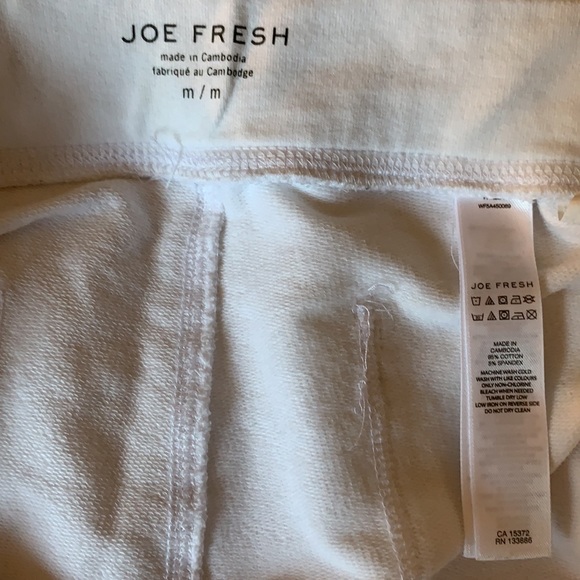 JOE FRESH
made in Cambodia
fabriqué au Cambodge
m / m
WF5A450069
JOE FRESH
MADE IN
CAMBODIA
95% COTTON
5% SPANDEX
MACHINE WASH COLD
WASH WITH LIKE COLOURS
ONLY NON-CHLORINE
BLEACH WHEN NEEDED
TUMBLE DRY LOW
LOW IRON ON REVERSE SIDE
DO NOT DRY CLEAN
CA 15372
RN 133686